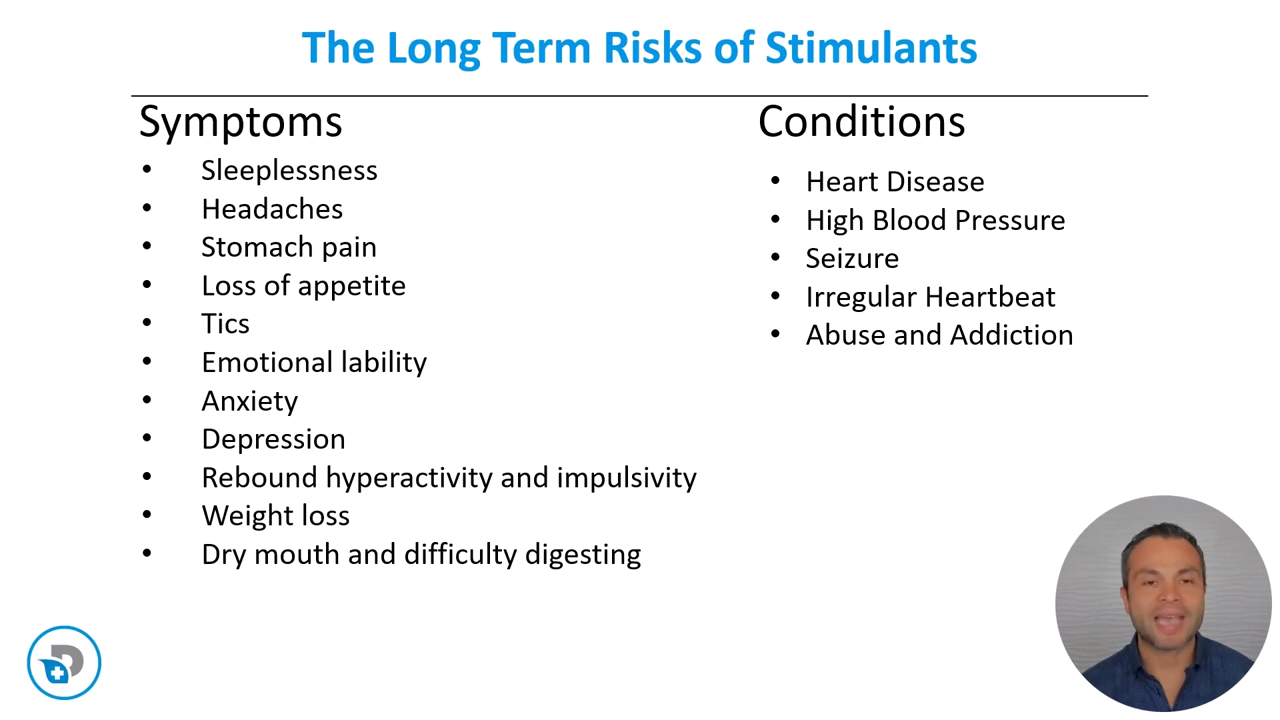 The Long Term Risks of Stimulants
Symptoms
• Sleeplessness
• Headaches
• Stomach pain
• Loss of appetite
• Tics
• Emotional lability
• Anxiety
• Depression
• Rebound hyperactivity and impulsivity
• Weight loss
• Dry mouth and difficulty digesting
Conditions
• Heart Disease
• High Blood Pressure
• Seizure
• Irregular Heartbeat
• Abuse and Addiction